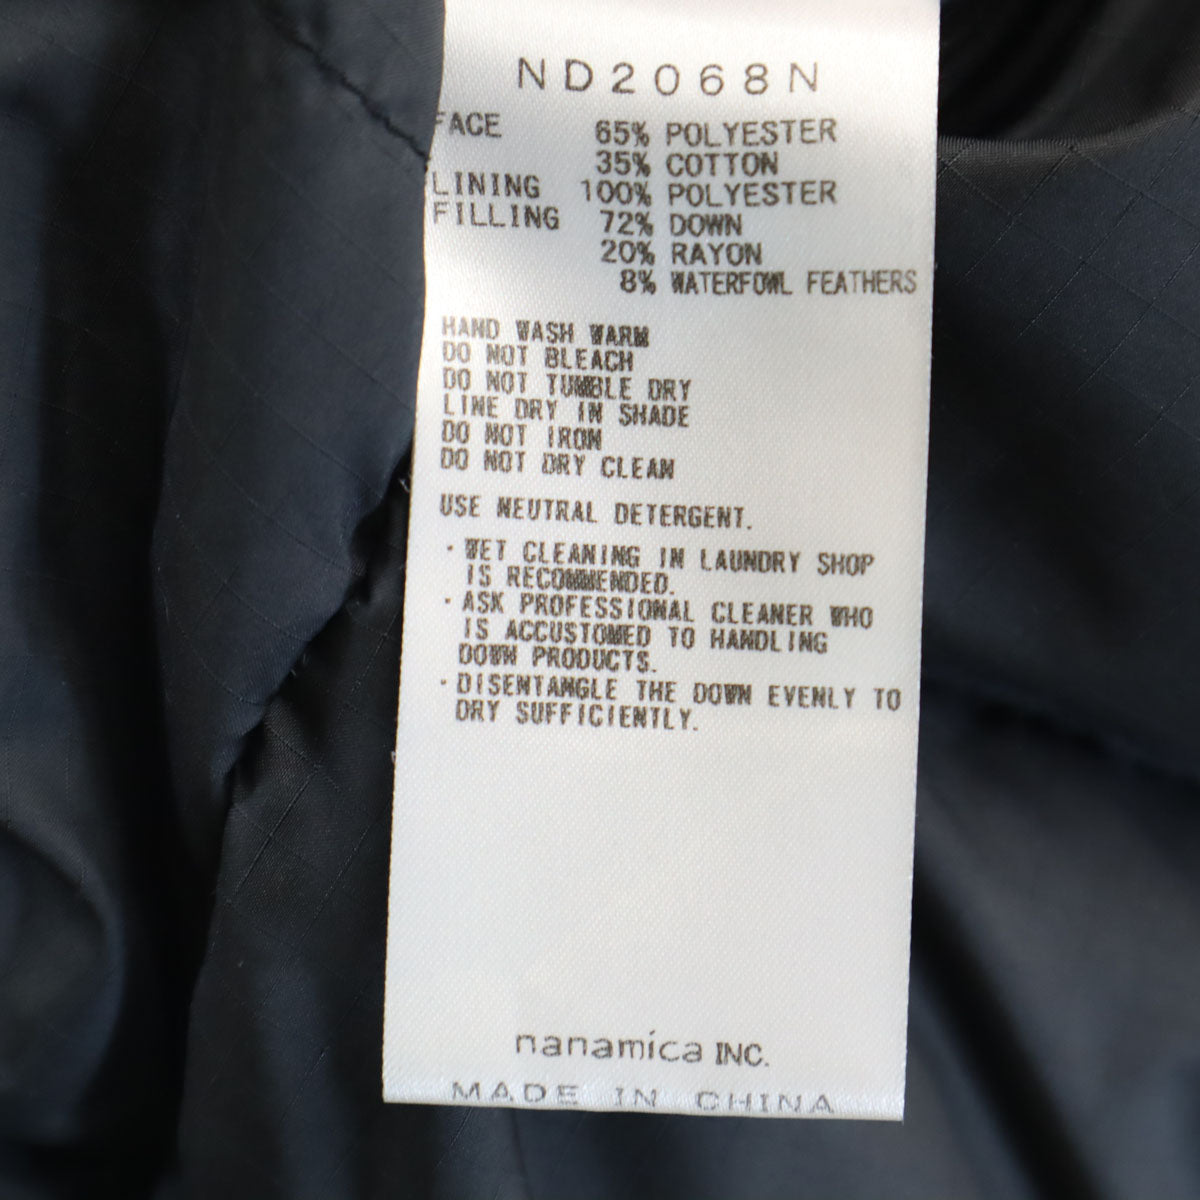 ND2068N
FACE 65% POLYESTER
35% COTTON
LINING 100% POLYESTER
FILLING 72% DOWN
20% RAYON
8% WATERFOWL FEATHERS
HAND WASH WARM
DO NOT BLEACH
DO NOT TUMBLE DRY
LINE DRY IN SHADE
DO NOT IRON
DO NOT DRY CLEAN
USE NEUTRAL DETERGENT.
・WET CLEANING IN LAUNDRY SHOP
IS RECOMMENDED.
・ASK PROFESSIONAL CLEANER WHO
IS ACCUSTOMED TO HANDLING
DOWN PRODUCTS.
・DISENTANGLE THE DOWN EVENLY TO
DRY SUFFICIENTLY.
nanamica INC.
MADE IN CHINA